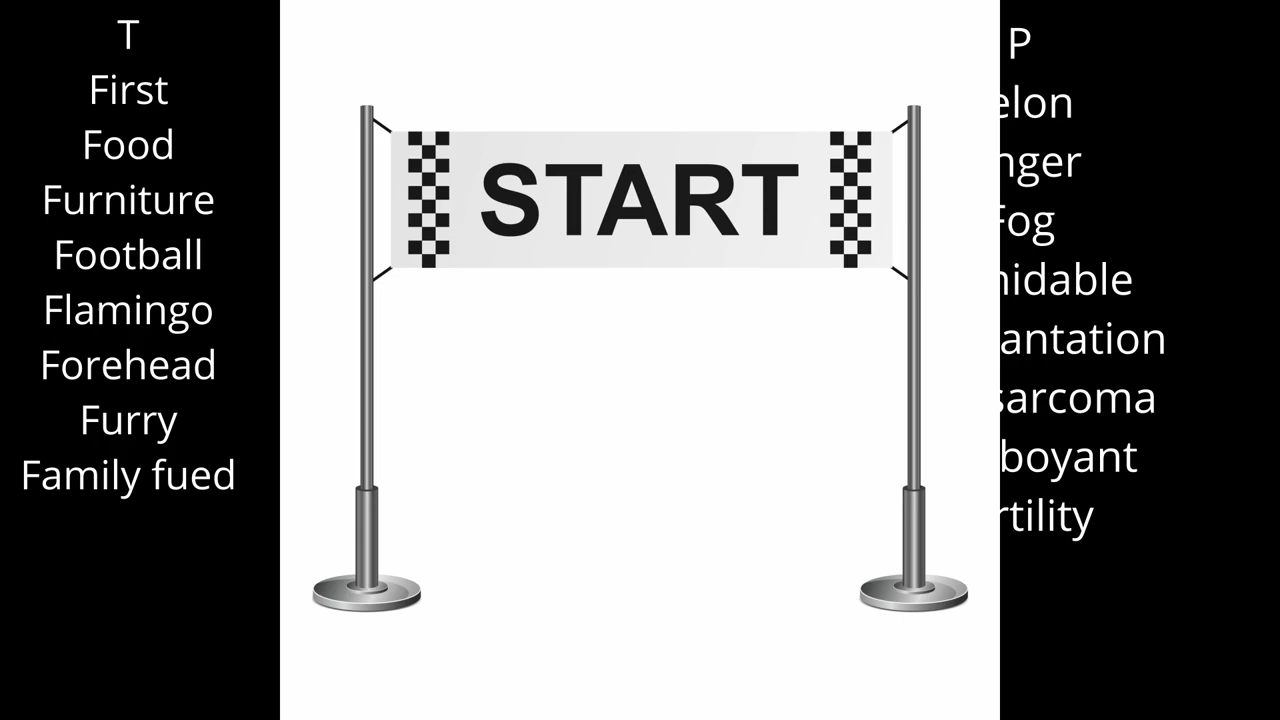 T
First
Food
Furniture
Football
Flamingo
Forehead
Furry
Family fued
START
P
elon
nger
Fog
nidable
antation
sarcoma
boyant
rtility